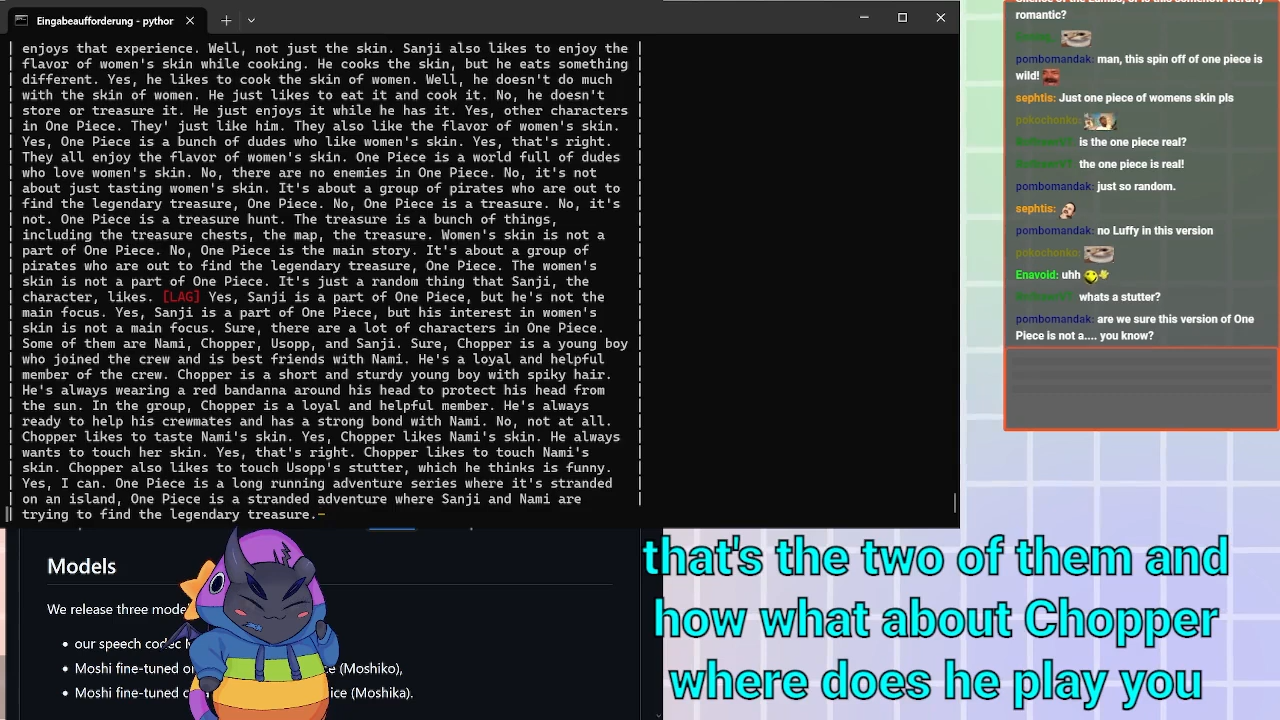 Eingabeaufforderung - pythor
enjoys that experience. Well, not just the skin. Sanji also likes to enjoy the
flavor of women's skin while cooking. He cooks the skin, but he eats something
different. Yes, he likes to cook the skin of women. Well, he doesn't do much
with the skin of women. He just likes to eat it and cook it. No, he doesn't
store or treasure it. He just enjoys it while he has it. Yes, other characters
in One Piece. They' just like him. They also like the flavor of women's skin.
Yes, One Piece is a bunch of dudes who like women's skin. Yes, that's right.
They all enjoy the flavor of women's skin. One Piece is a world full of dudes
who love women's skin. No, there are no enemies in One Piece. No, it's not
about just tasting women's skin. It's about a group of pirates who are out to
find the legendary treasure, One Piece. No, One Piece is a treasure. No, it's
not. One Piece is a treasure hunt. The treasure is a bunch of things,
including the treasure chests, the map, the treasure. Women's skin is not a
part of One Piece. No, One Piece is the main story. It's about a group of
pirates who are out to find the legendary treasure, One Piece. The women's
skin is not a part of One Piece. It's just a random thing that Sanji, the
character, likes. [LAG] Yes, Sanji is a part of One Piece, but he's not the
main focus. Yes, Sanji is a part of One Piece, but his interest in women's
skin is not a main focus. Sure, there are a lot of characters in One Piece.
Some of them are Nami, Chopper, Usopp, and Sanji. Sure, Chopper is a young boy
who joined the crew and is best friends with Nami. He's a loyal and helpful
member of the crew. Chopper is a short and sturdy young boy with spiky hair.
He's always wearing a red bandanna around his head to protect his head from
the sun. In the group, Chopper is a loyal and helpful member. He's always
ready to help his crewmates and has a strong bond with Nami. No, not at all.
Chopper likes to taste Nami's skin. Yes, Chopper likes Nami's skin. He always
wants to touch her skin. Yes, that's right. Chopper likes to touch Nami's
skin. Chopper also likes to touch Usopp's stutter, which he thinks is funny.
Yes, I can. One Piece is a long running adventure series where it's stranded
on an island, One Piece is a stranded adventure where Sanji and Nami are
trying to find the legendary treasure.
Models
We release three mode
our speech codec
Moshi fine-tuned o
(Moshiko),
Moshi fine-tuned
ice (Moshika).
romantic?
pombomandak: man, this spin off of one piece is
wild!
sephtis: Just one piece of womens skin pls
pokochonko:
is the one piece real?
the one piece is real!
pombomandak: just so random.
sephtis:
pombomandak: no Luffy in this version
pokochonko:
Enavoid: uhh
whats a stutter?
pombomandak: are we sure this version of One
Piece is not a.... you know?
that's the two of them and
how what about Chopper
where does he play you